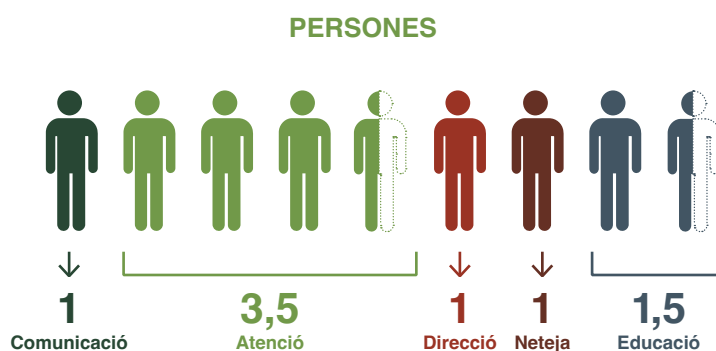 PERSONES
1 3,5 1 1 1,5
Comunicació Atenció Direcció Neteja Educació